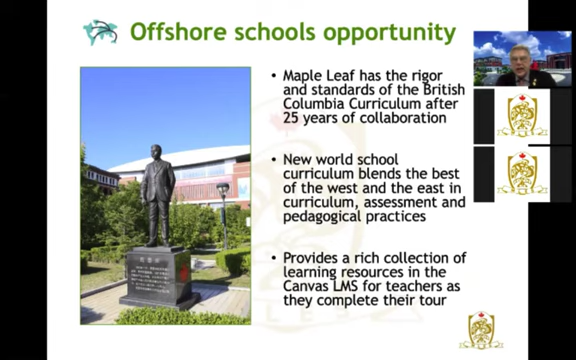 Offshore schools opportunity
• Maple Leaf has the rigor
and standards of the British
Columbia Curriculum after
25 years of collaboration
• New world school
curriculum blends the best
of the west and the east in
curriculum, assessment and
pedagogical practices
• Provides a rich collection of
learning resources in the
Canvas LMS for teachers as
they complete their tour